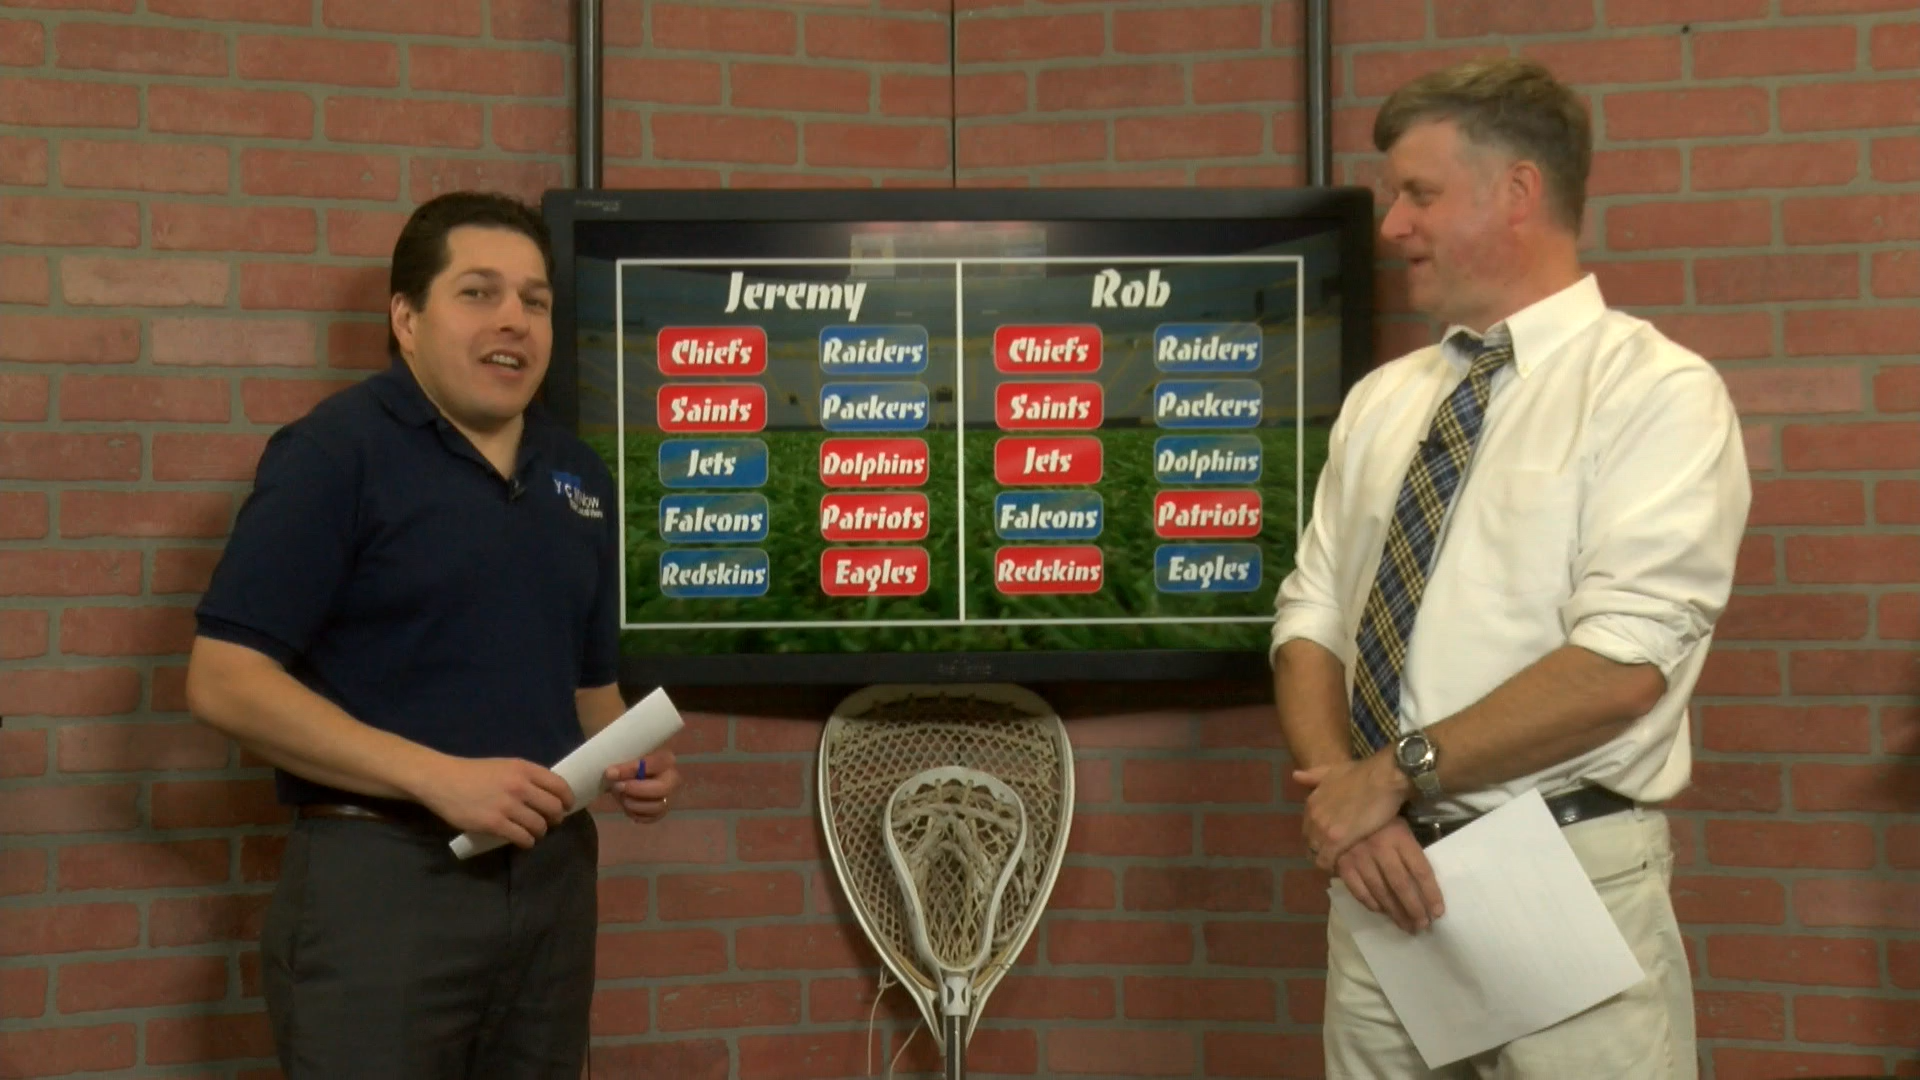 Jeremy Rob
Chiefs Raiders Chiefs Raiders
Saints Packers Saints Packers
Jets Dolphins Jets Dolphins
Falcons Patriots Falcons Patriots
Redskins Eagles Redskins Eagles